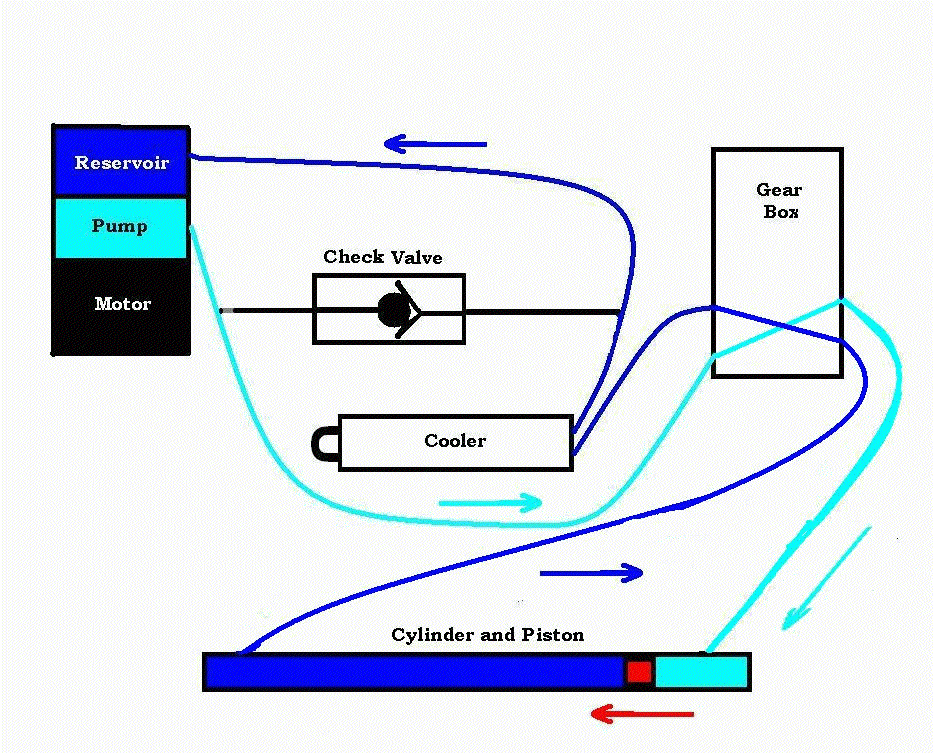 Reservoir
Pump
Motor
Check Valve
Gear
Box
Cooler
Cylinder and Piston